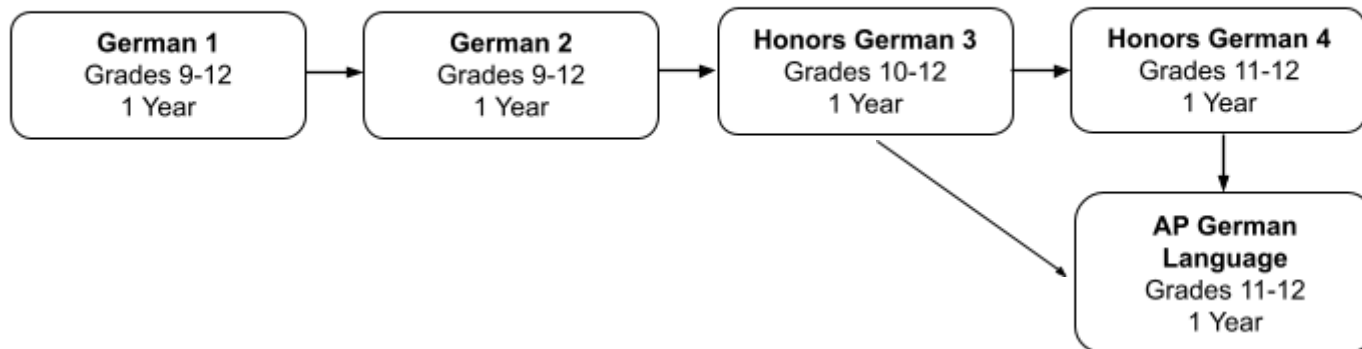 German 1
Grades 9-12
1 Year
German 2
Grades 9-12
1 Year
Honors German 3
Grades 10-12
1 Year
Honors German 4
Grades 11-12
1 Year
AP German
Language
Grades 11-12
1 Year